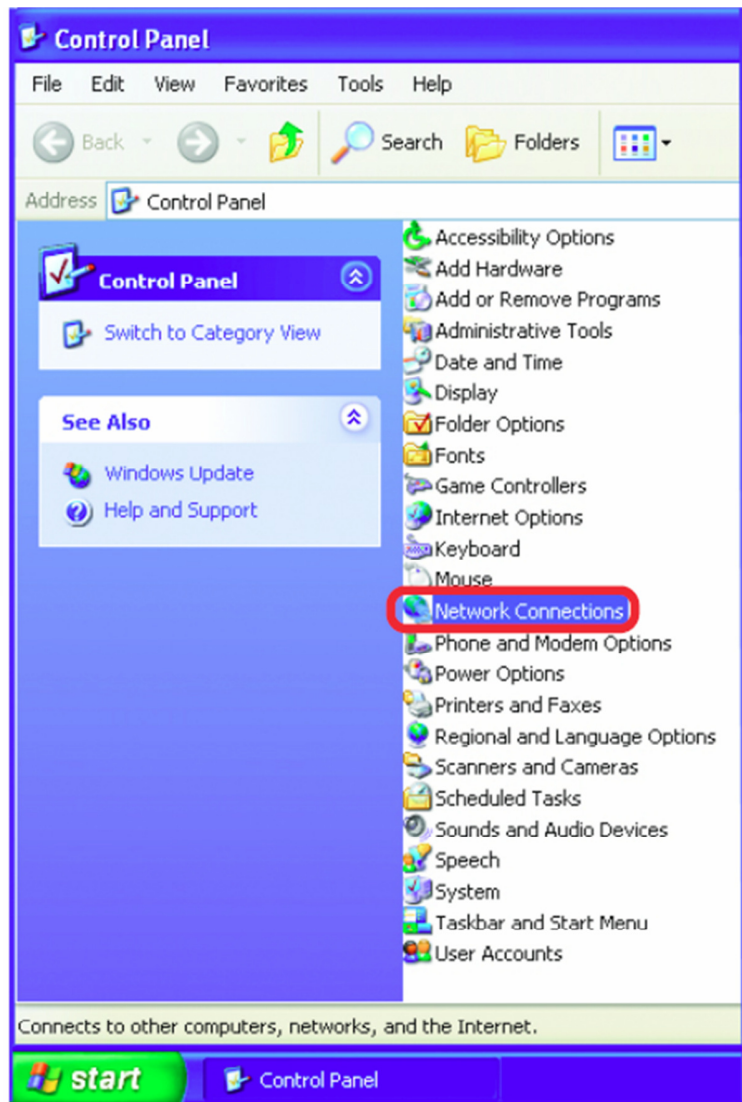 Control Panel
File Edit View Favorites Tools Help
Back Search Folders
Address Control Panel
Control Panel
Switch to Category View
See Also
Windows Update
Help and Support
Accessibility Options
Add Hardware
Add or Remove Programs
Administrative Tools
Date and Time
Display
Folder Options
Fonts
Game Controllers
Internet Options
Keyboard
Mouse
Network Connections
Phone and Modem Options
Power Options
Printers and Faxes
Regional and Language Options
Scanners and Cameras
Scheduled Tasks
Sounds and Audio Devices
Speech
System
Taskbar and Start Menu
User Accounts
Connects to other computers, networks, and the Internet.
start Control Panel